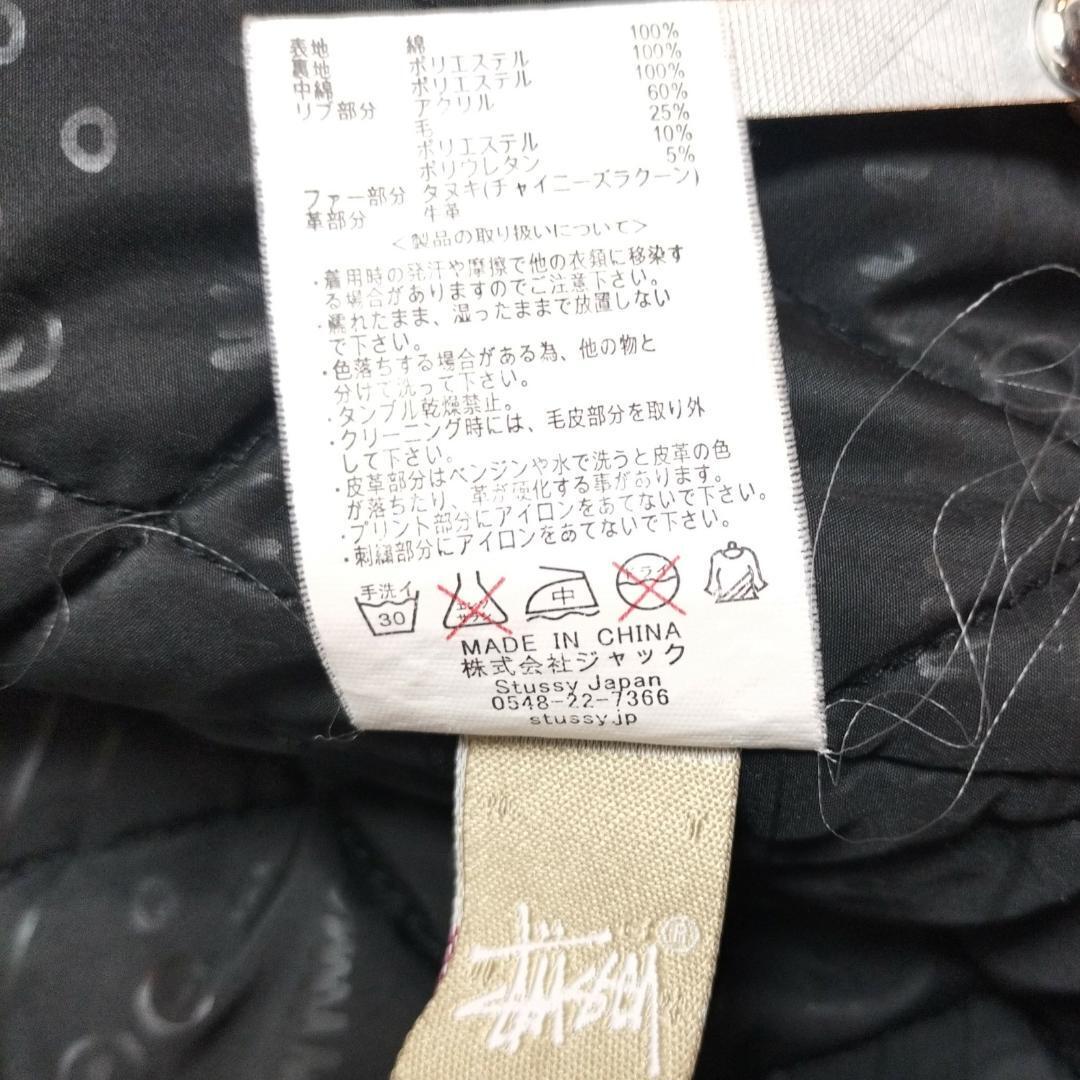 表地 綿 100%
裏地 ポリエステル 100%
中綿 ポリエステル 100%
リブ部分 アクリル 60%
毛 25%
ポリエステル 10%
ポリウレタン 5%
ファー部分 タヌキ(チャイニーズラクーン)
革部分 牛革
<製品の取り扱いについて>
・着用時の発汗や摩擦で他の衣類に移染す
る場合がありますのでご注意下さい。
・濡れたまま、湿ったままで放置しない
で下さい。
・色落ちする場合がある為、他の物と
分けて洗って下さい。
・タンブル乾燥禁止。
・クリーニング時には、毛皮部分を取り外
して下さい。
・皮革部分はベンジンや水で洗うと皮革の色
が落ちたり、革が硬化する事があります。
・プリント部分にアイロンをあてないで下さい。
・刺繍部分にアイロンをあてないで下さい。
手洗イ
30
エンソ
サラシ
中
ドライ
MADE IN CHINA
株式会社ジャック
Stussy Japan
0548-22-7366
stussy.jp
®